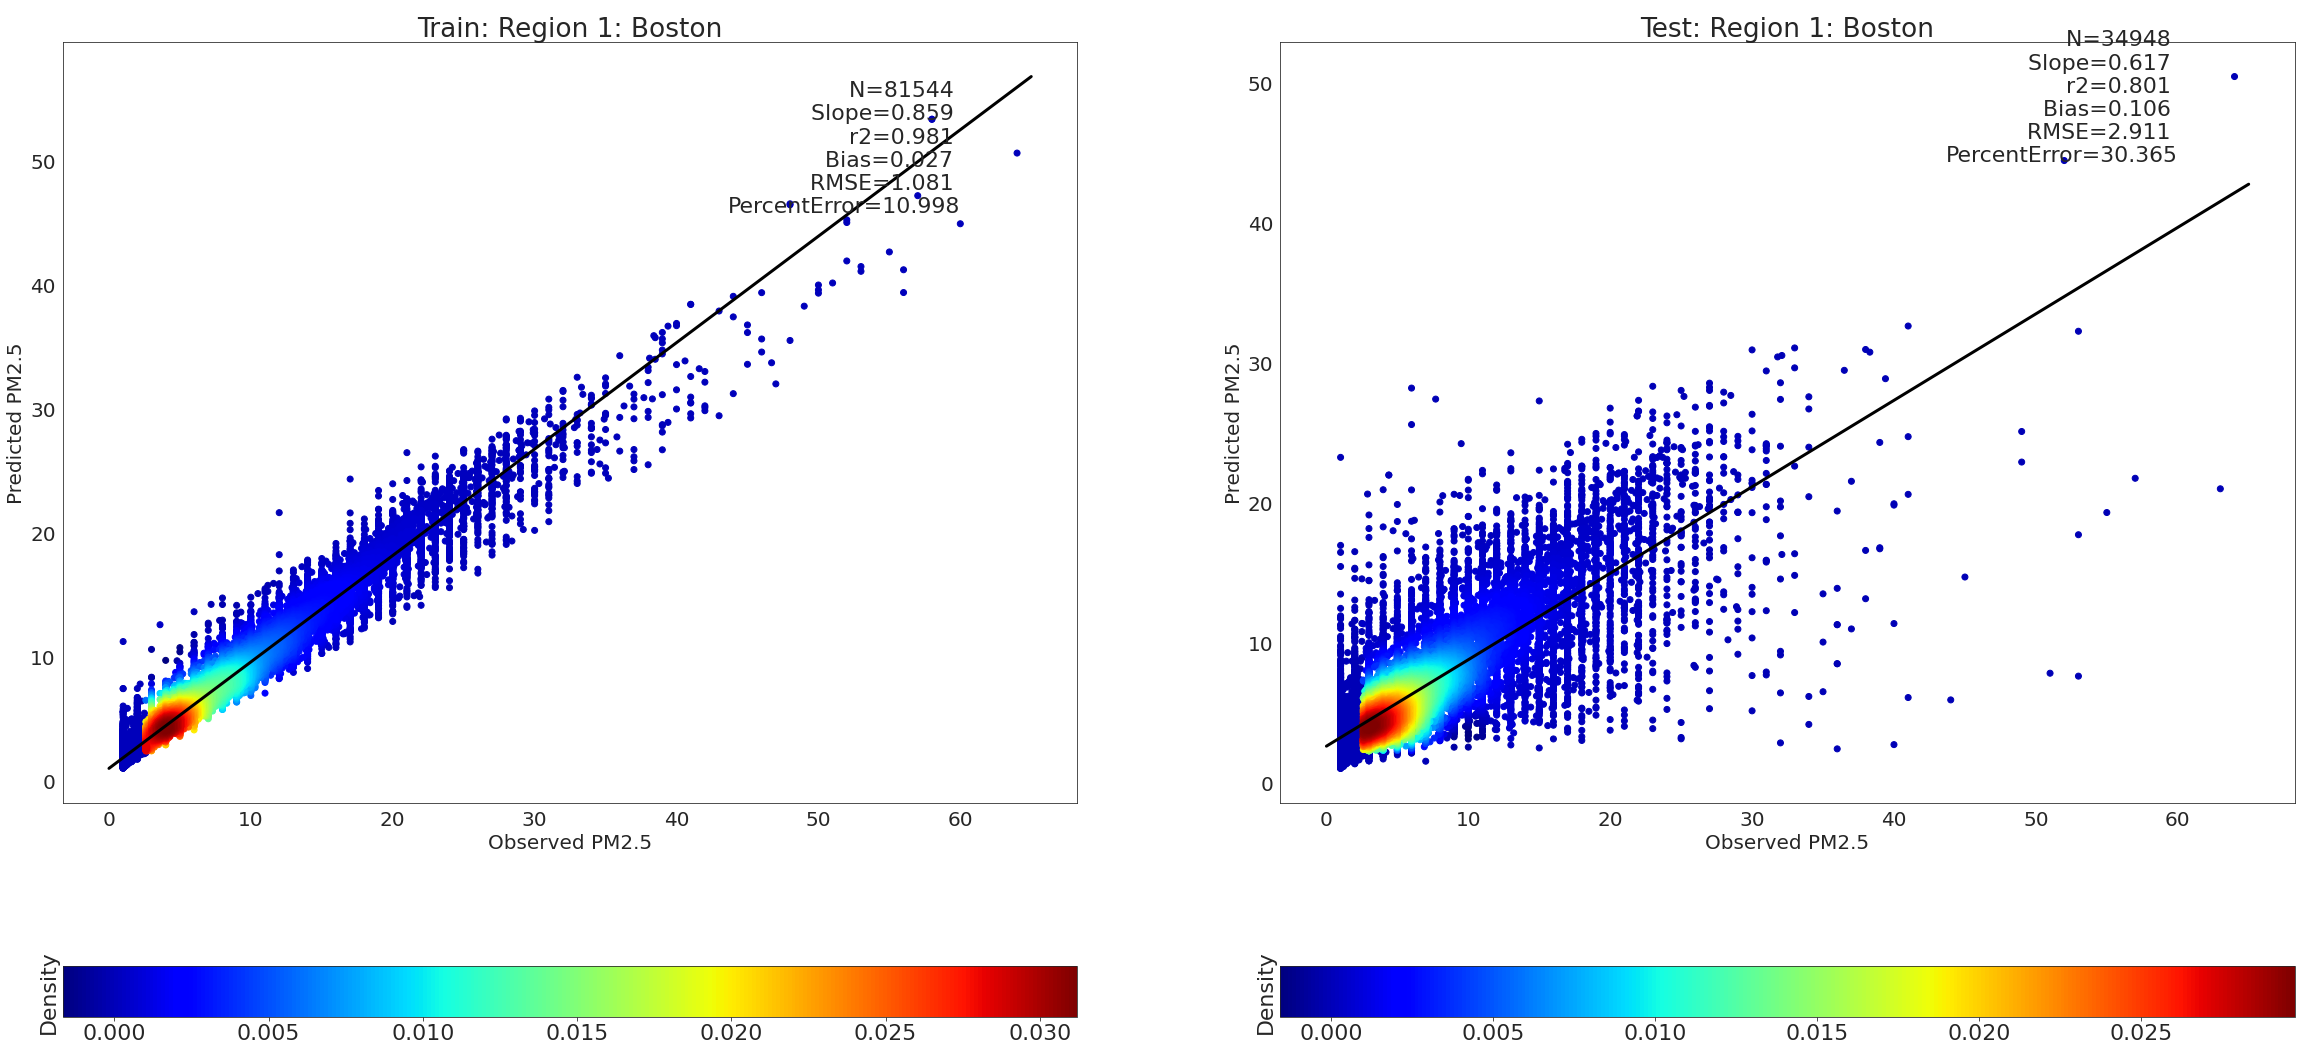 Train: Region 1: Boston
N=81544
Slope=0.859
r2=0.981
Bias=0.027
RMSE=1.081
PercentError=10.998
50
40
30
20
10
0
Predicted PM2.5
0 10 20 30 40 50 60
Observed PM2.5
Density
0.000 0.005 0.010 0.015 0.020 0.025 0.030
Test: Region 1: Boston
N=34948
Slope=0.617
r2=0.801
Bias=0.106
RMSE=2.911
PercentError=30.365
50
40
30
20
10
0
Predicted PM2.5
0 10 20 30 40 50 60
Observed PM2.5
Density
0.000 0.005 0.010 0.015 0.020 0.025